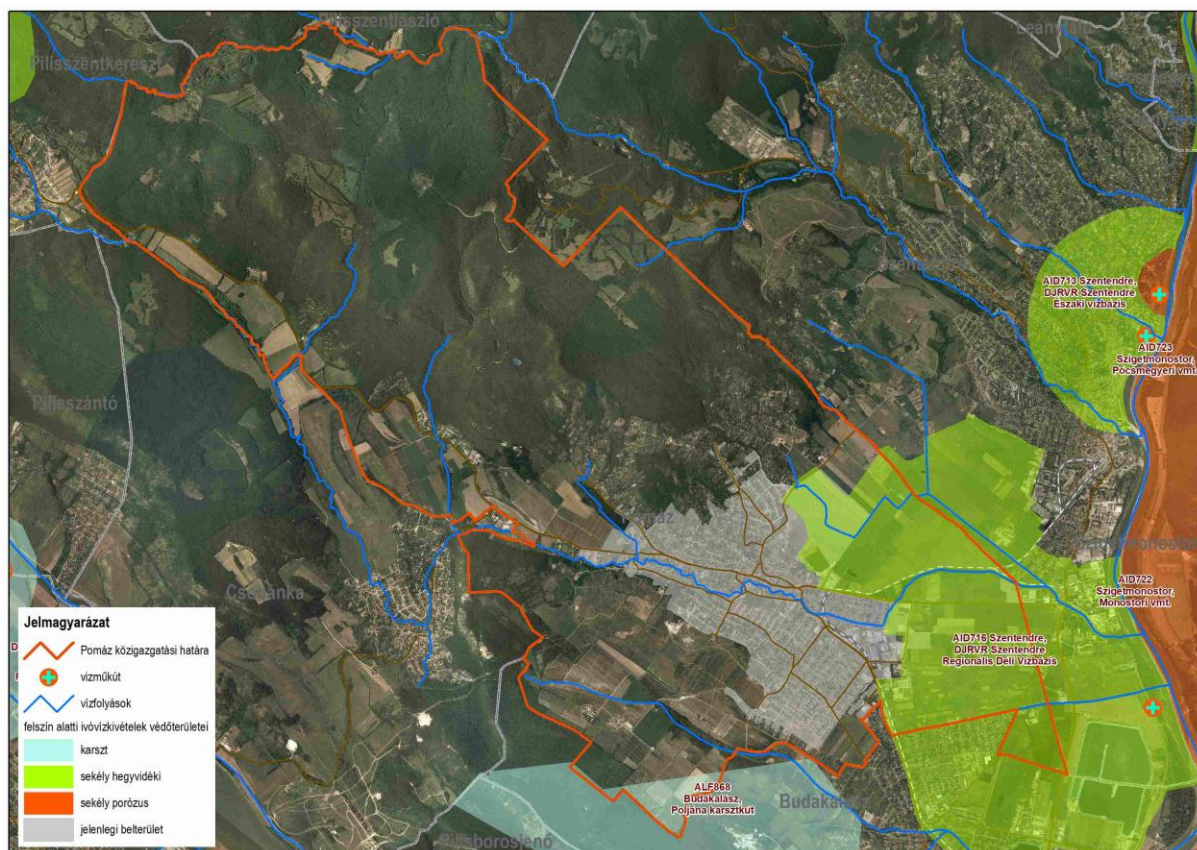 Pilisszentlászló
Leányfalu
Pilisszentkereszt
AID713 Szentendre,
DJRVR Szentendre
Északi vízbázis
AID723
Szigetmonostor,
Pócsmegyeri vmt.
Pilisszántó
Pomáz
Szigetmonostor
AID722
Szigetmonostor,
Monostori vmt.
Csobánka
AID716 Szentendre,
DJRVR Szentendre
Regionális Déli Vízbázis
ALF868
Budakalász,
Poljána karsztkút
Budakalász
Pilisborosjenő
Jelmagyarázat
Pomáz közigazgatási határa
vízműkút
vízfolyások
felszín alatti ivóvízkivételek védőterületei
karszt
sekély hegyvidéki
sekély porózus
jelenlegi belterület